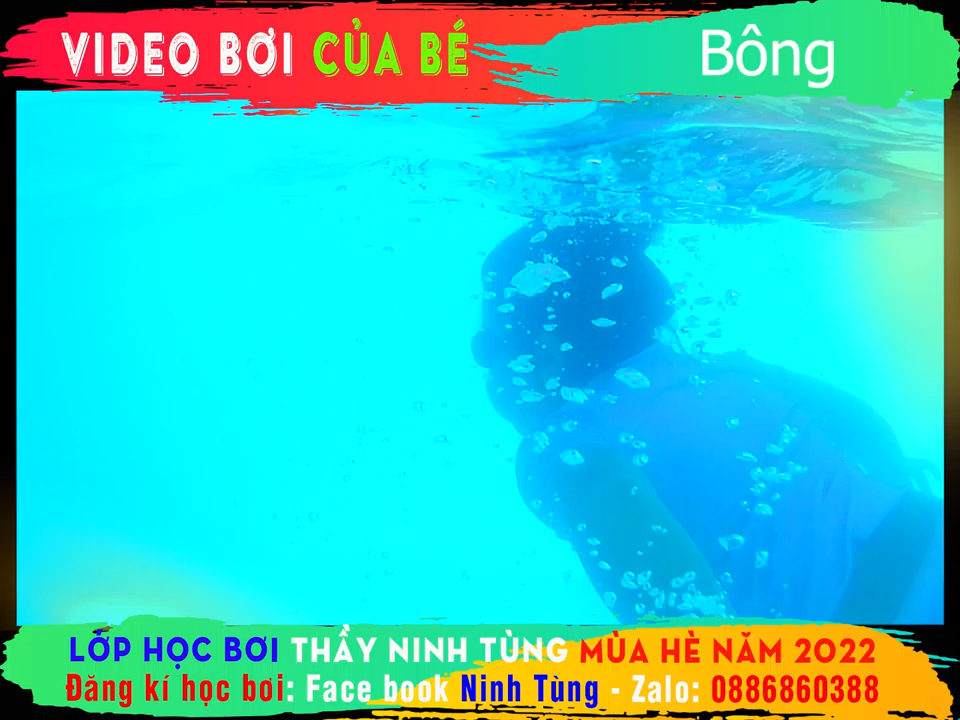 VIDEO BƠI CỦA BÉ
Bông
LỚP HỌC BƠI THẦY NINH TÙNG MÙA HÈ NĂM 2022
Đăng kí học bơi: Face book Ninh Tùng - Zalo: 0886860388